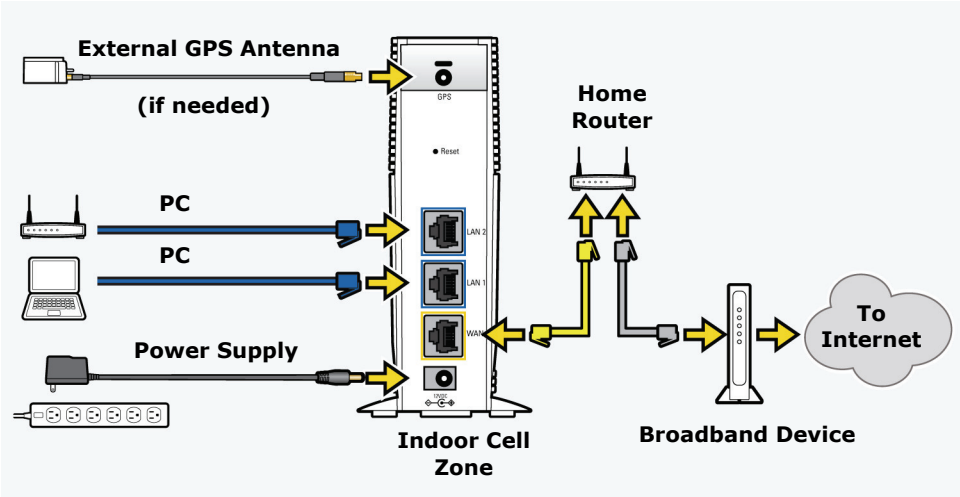 External GPS Antenna
(if needed)
GPS
Reset
Home
Router
PC
LAN 2
PC
LAN 1
WAN
To
Internet
Power Supply
12VDC
Indoor Cell
Zone
Broadband Device